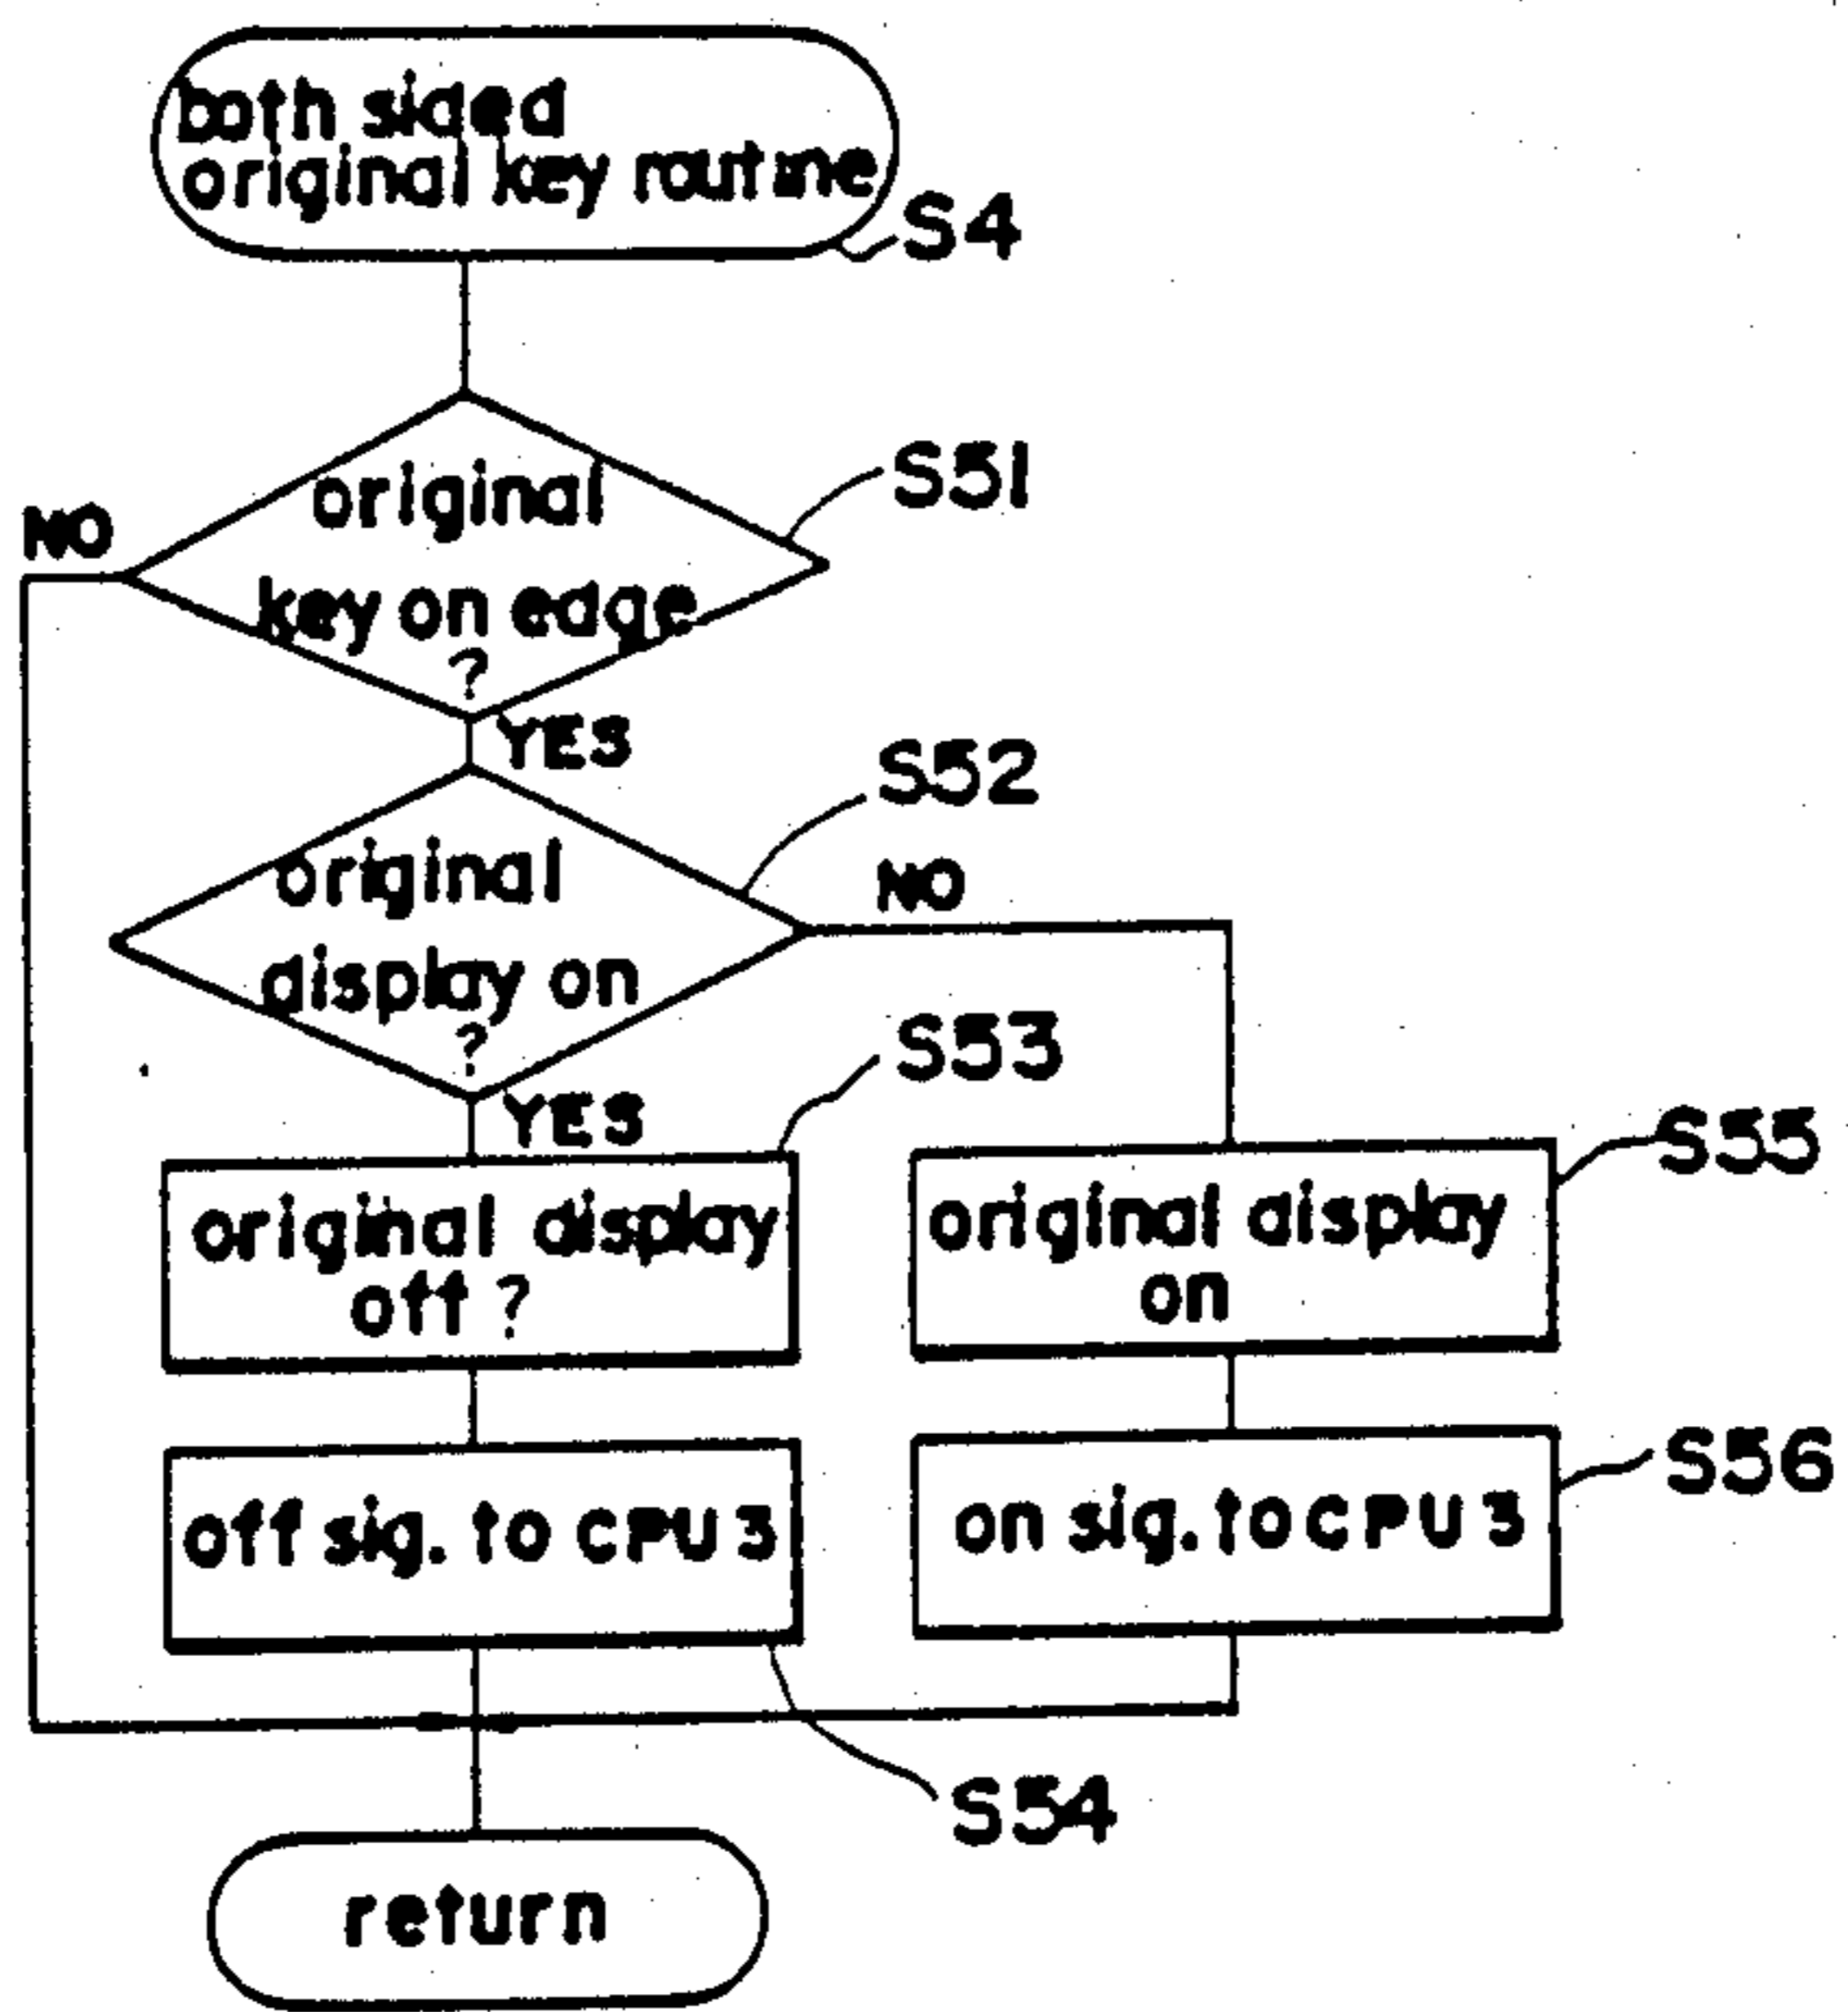 both sided
original key routine
S4
original
key on edge
?
S51
NO
YES
original
display on
?
S52
NO
YES
S53
original display
off ?
S55
original display
on
off sig. to CPU 3
on sig. to CPU 3
S56
S54
return